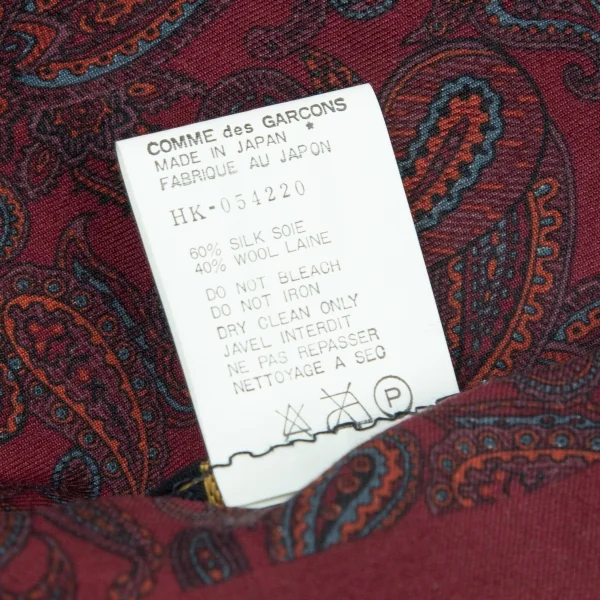 COMME des GARCONS
MADE IN JAPAN *
FABRIQUE AU JAPON
HK-054220
60% SILK SOIE
40% WOOL LAINE
DO NOT BLEACH
DO NOT IRON
DRY CLEAN ONLY
JAVEL INTERDIT
NE PAS REPASSER
NETTOYAGE A SEC
P